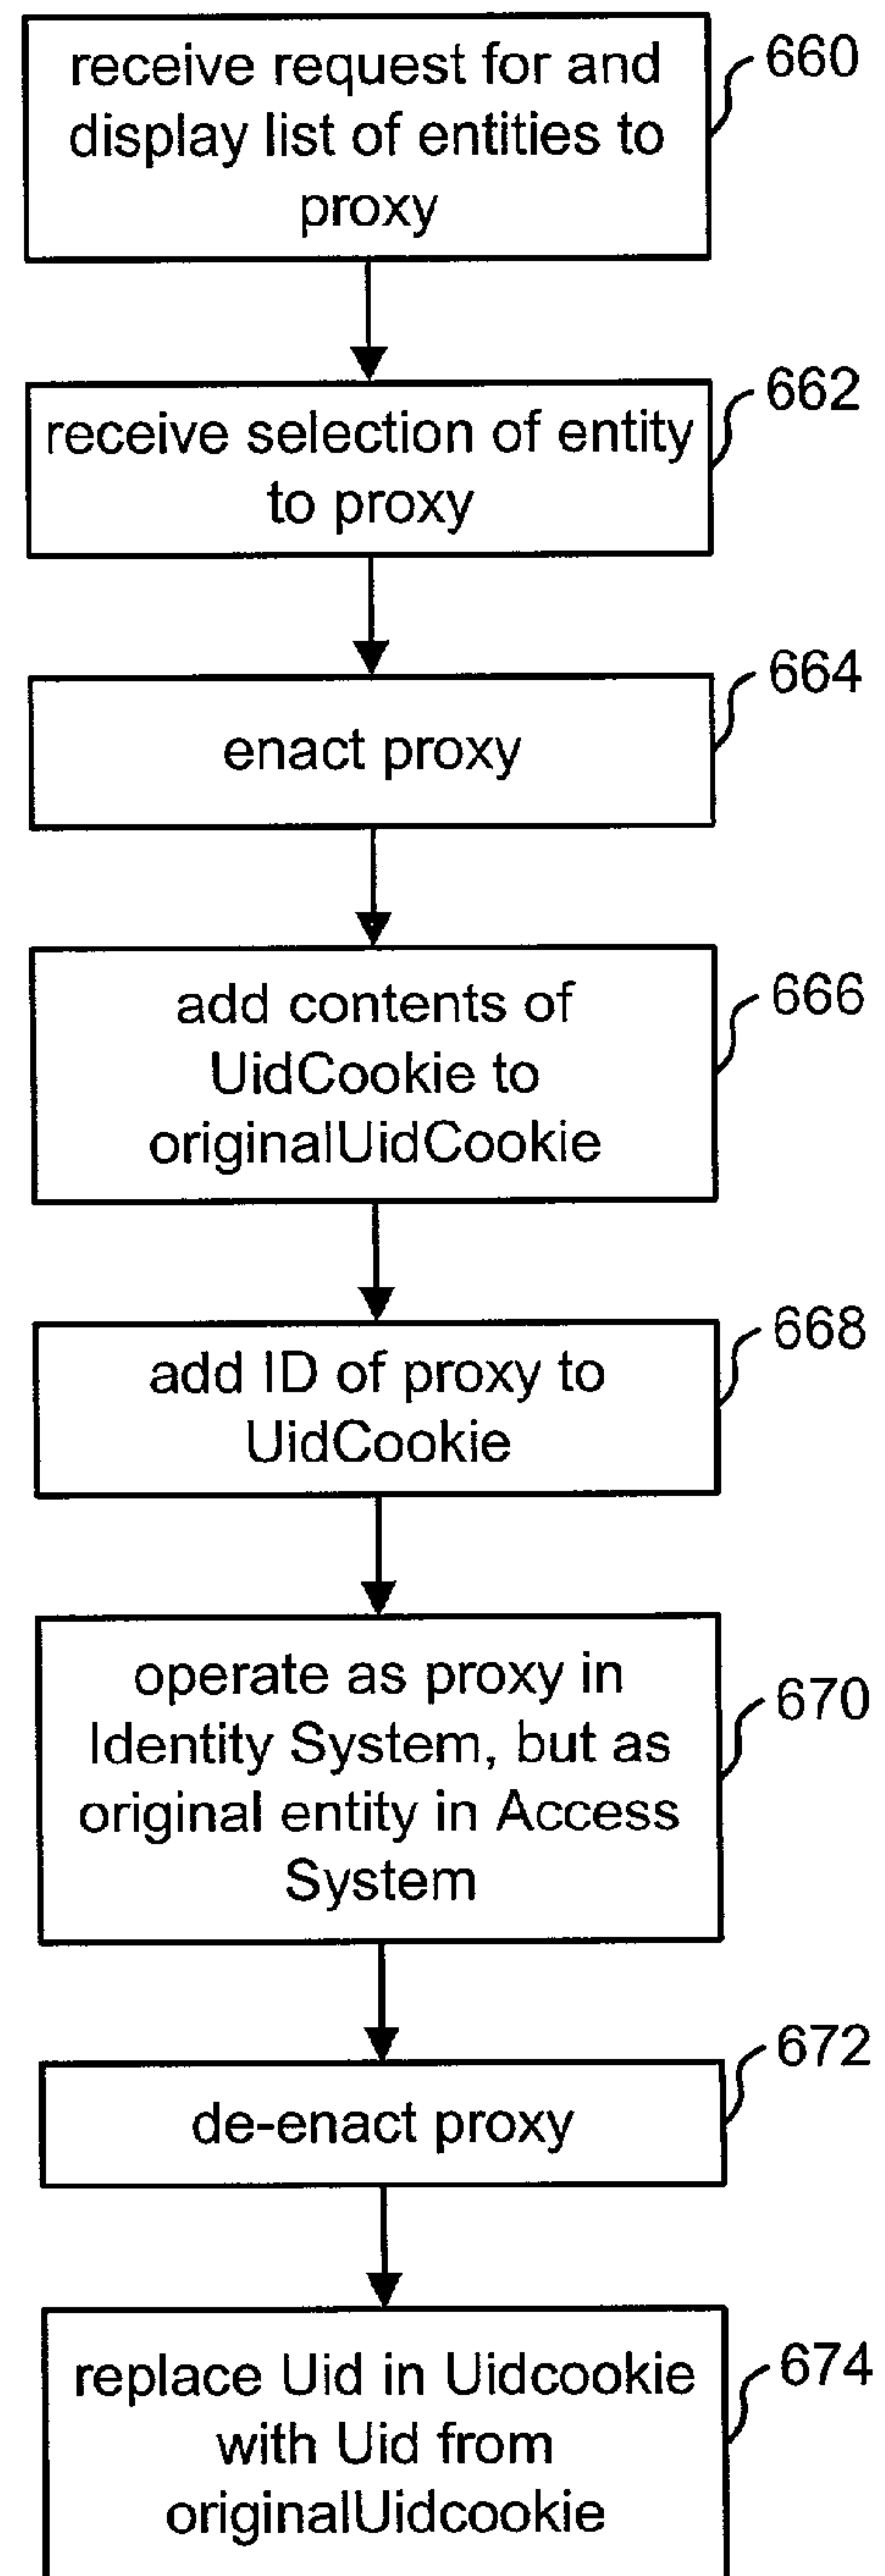 receive request for and
display list of entities to
proxy
660
receive selection of entity
to proxy
662
enact proxy
664
add contents of
UidCookie to
originalUidCookie
666
add ID of proxy to
UidCookie
668
operate as proxy in
Identity System, but as
original entity in Access
System
670
de-enact proxy
672
replace Uid in Uidcookie
with Uid from
originalUidcookie
674